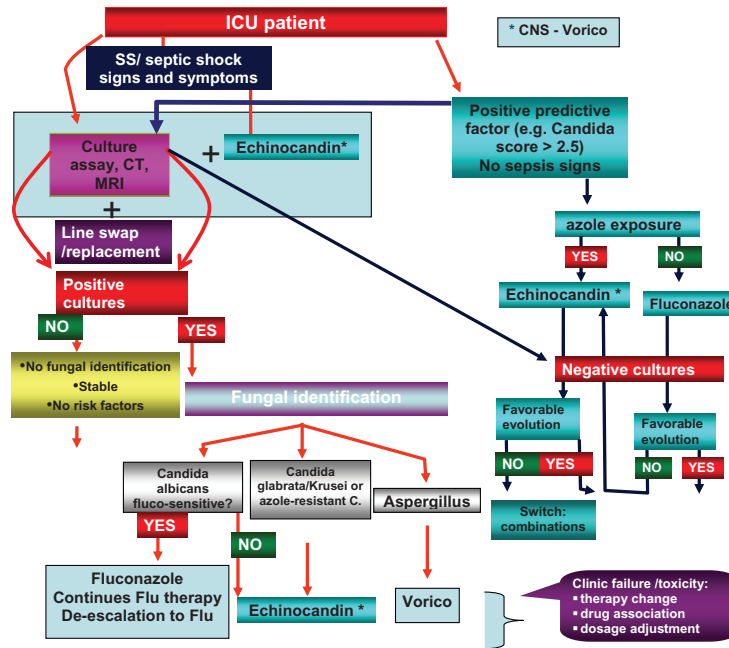 ICU patient
* CNS - Vorico
SS/ septic shock
signs and symptoms
Positive predictive
factor (e.g. Candida
score > 2.5)
No sepsis signs
Culture
assay, CT,
MRI
+
Echinocandin*
+
Line swap
/replacement
azole exposure
YES
NO
Positive
cultures
Echinocandin *
Fluconazole
NO
YES
•No fungal identification
•Stable
•No risk factors
Negative cultures
Fungal identification
Favorable
evolution
Favorable
evolution
NO
YES
NO
YES
Candida
albicans
fluco-sensitive?
Candida
glabrata/Krusei or
azole-resistant C.
Aspergillus
Switch:
combinations
YES
NO
Fluconazole
Continues Flu therapy
De-escalation to Flu
Echinocandin *
Vorico
Clinic failure /toxicity:
▪ therapy change
▪ drug association
▪ dosage adjustment